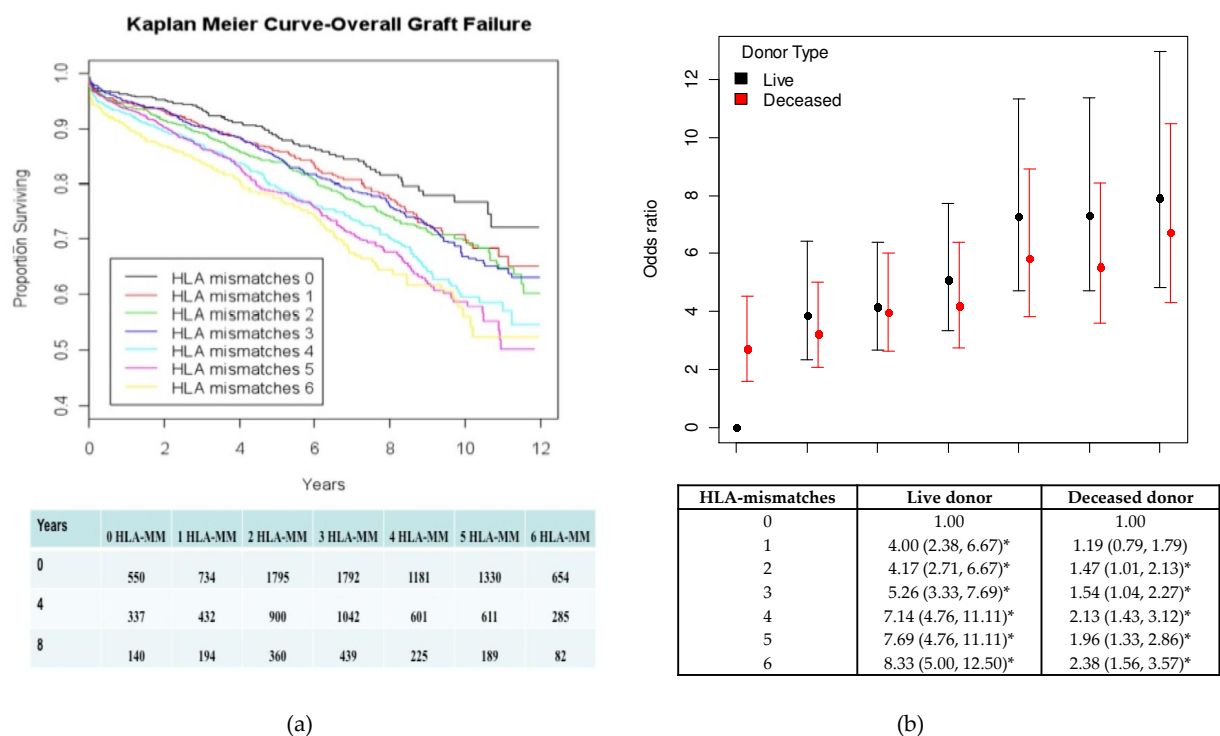 Kaplan Meier Curve-Overall Graft Failure
Proportion Surviving
1.0
0.9
0.8
0.7
0.6
0.5
0.4
HLA mismatches 0
HLA mismatches 1
HLA mismatches 2
HLA mismatches 3
HLA mismatches 4
HLA mismatches 5
HLA mismatches 6
0 2 4 6 8 10 12
Years
Years 0 HLA-MM 1 HLA-MM 2 HLA-MM 3 HLA-MM 4 HLA-MM 5 HLA-MM 6 HLA-MM
0 550 734 1795 1792 1181 1330 654
4 337 432 900 1042 601 611 285
8 140 194 360 439 225 189 82
(a)
Donor Type
Live
Deceased
Odds ratio
12
10
8
6
4
2
0
HLA-mismatches Live donor Deceased donor
0 1.00 1.00
1 4.00 (2.38, 6.67)* 1.19 (0.79, 1.79)
2 4.17 (2.71, 6.67)* 1.47 (1.01, 2.13)*
3 5.26 (3.33, 7.69)* 1.54 (1.04, 2.27)*
4 7.14 (4.76, 11.11)* 2.13 (1.43, 3.12)*
5 7.69 (4.76, 11.11)* 1.96 (1.33, 2.86)*
6 8.33 (5.00, 12.50)* 2.38 (1.56, 3.57)*
(b)